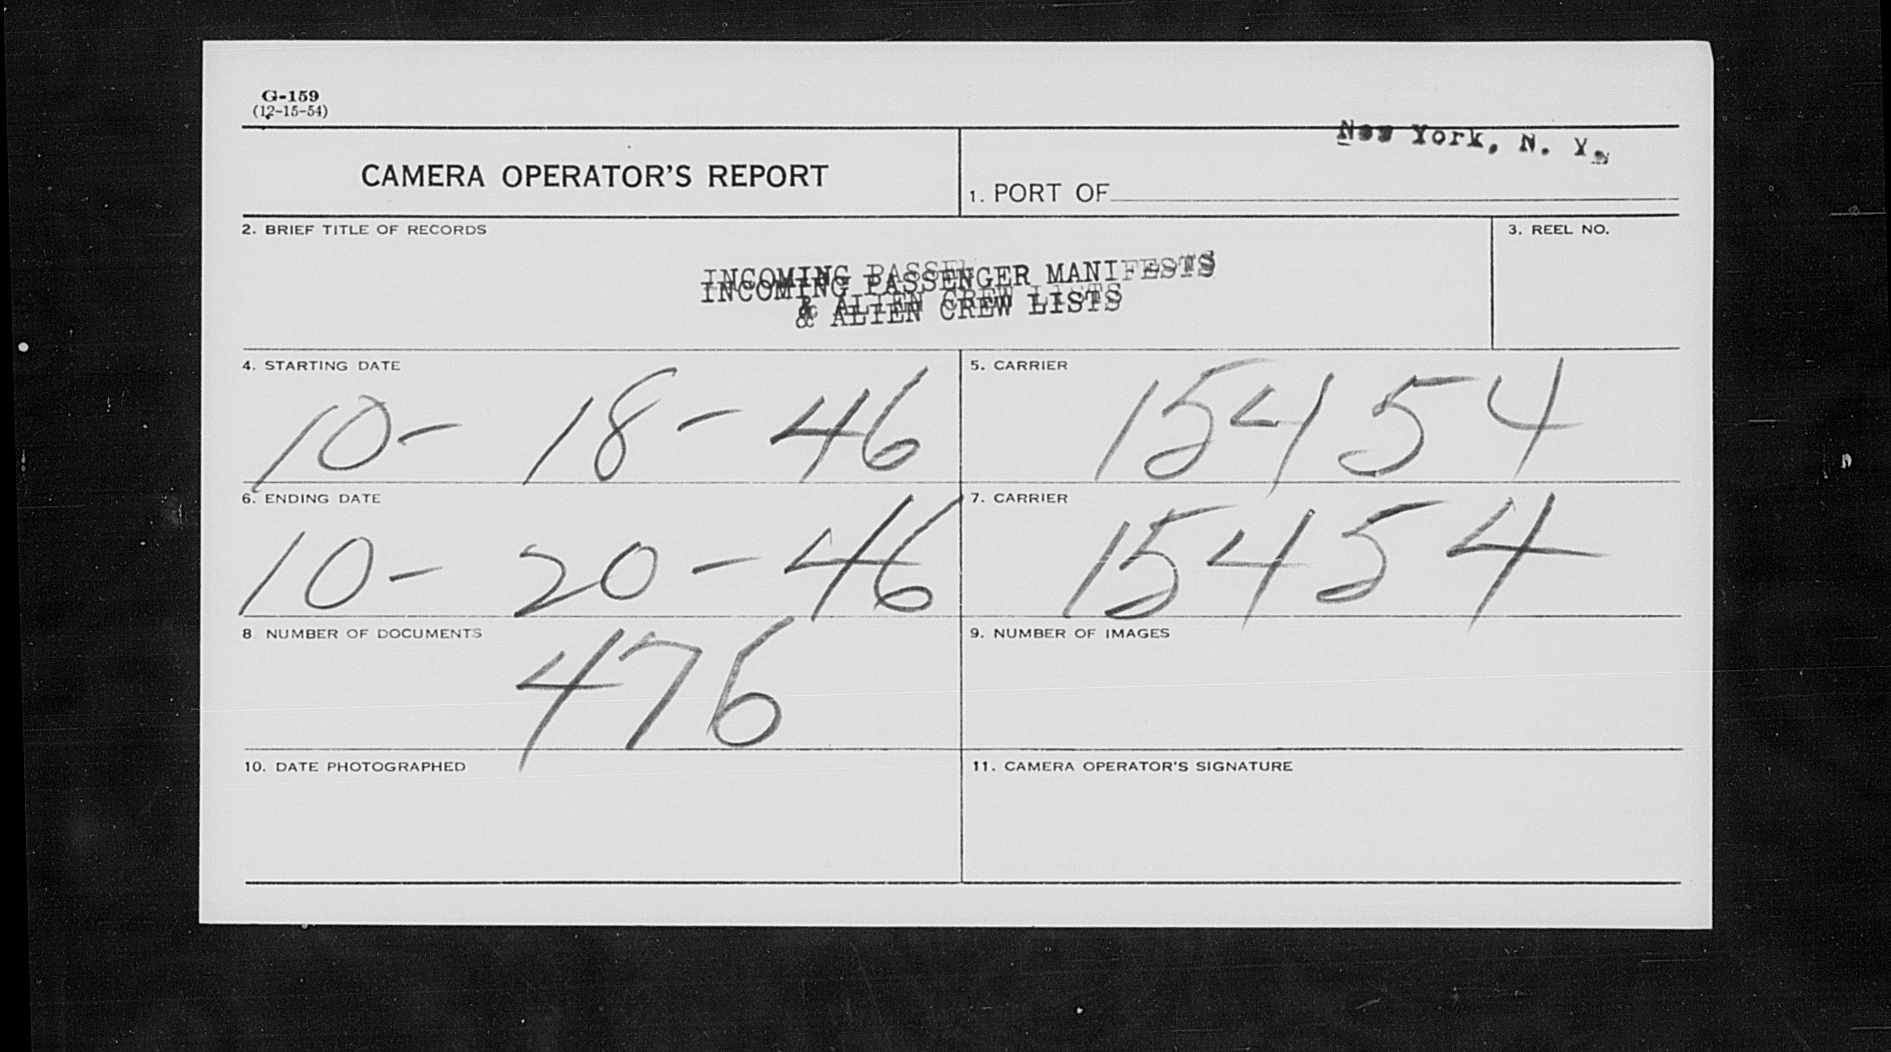 G-159
(12-15-54)
CAMERA OPERATOR'S REPORT
New York, N. Y.
1. PORT OF
2. BRIEF TITLE OF RECORDS
3. REEL NO.
INCOMING PASSENGER MANIFESTS
& ALIEN CREW LISTS
4. STARTING DATE
10- 18-46
5. CARRIER
15454
6. ENDING DATE
10- 20-46
7. CARRIER
15454
8 NUMBER OF DOCUMENTS
476
9. NUMBER OF IMAGES
10. DATE PHOTOGRAPHED
11. CAMERA OPERATOR'S SIGNATURE